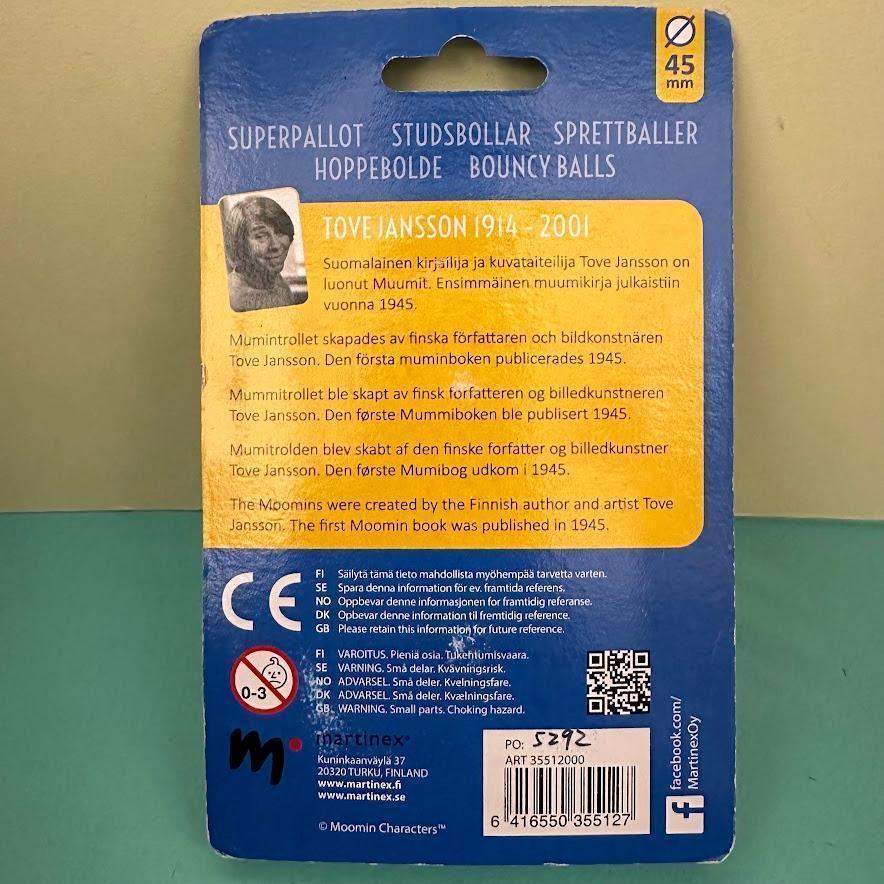 45
mm
SUPERPALLOT STUDSBOLLAR SPRETTBALLER
HOPPEBOLDE BOUNCY BALLS
TOVE JANSSON 1914 - 2001
Suomalainen kirjailija ja kuvataiteilija Tove Jansson on
luonut Muumit. Ensimmäinen muumikirja julkaistiin
vuonna 1945.
Mumintrollet skapades av finska författaren och bildkonstnären
Tove Jansson. Den första muminboken publicerades 1945.
Mummitrollet ble skapt av finsk forfatteren og billedkunstneren
Tove Jansson. Den første Mummiboken ble publisert 1945.
Mumitrolden blev skabt af den finske forfatter og billedkunstner
Tove Jansson. Den første Mumibog udkom i 1945.
The Moomins were created by the Finnish author and artist Tove
Jansson. The first Moomin book was published in 1945.
CE
FI Säilytä tämä tieto mahdollista myöhempää tarvetta varten.
SE Spara denna information för ev. framtida referens.
NO Oppbevar denne informasjonen for framtidig referanse.
DK Opbevar denne information til fremtidig reference.
GB Please retain this information for future reference.
0-3
FI VAROITUS. Pieniä osia. Tukehtumisvaara.
SE VARNING. Små delar. Kvävningsrisk.
NO ADVARSEL. Små deler. Kvelningsfare.
DK ADVARSEL. Små deler. Kvælningsfare.
GB WARNING. Small parts. Choking hazard.
m
martinex®
Kuninkaanväylä 37
20320 TURKU, FINLAND
www.martinex.fi
www.martinex.se
© Moomin Characters™
PO: 5292
ART 35512000
6 416550 355127
facebook.com/
MartinexOy
f